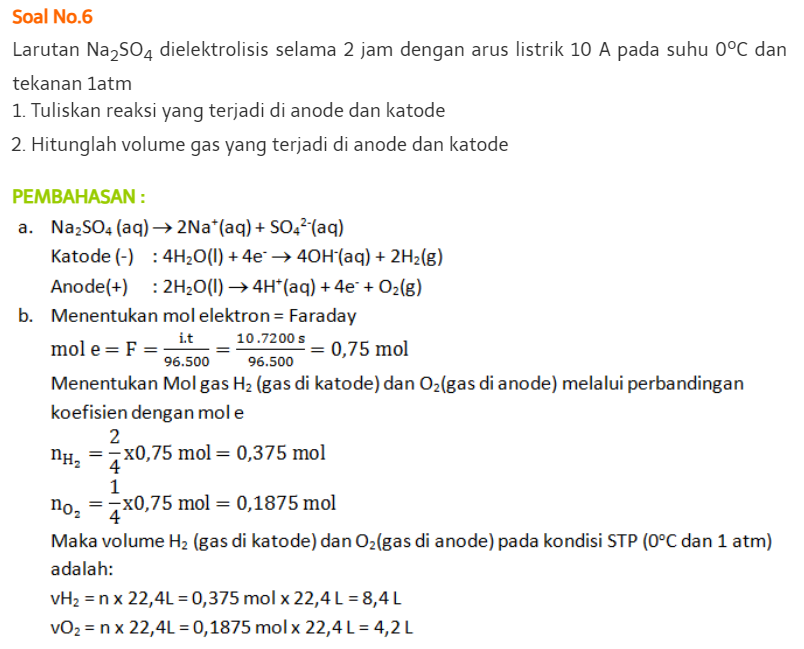 Soal No.6
Larutan Na₂SO₄ dielektrolisis selama 2 jam dengan arus listrik 10 A pada suhu 0°C dan
tekanan 1atm
1. Tuliskan reaksi yang terjadi di anode dan katode
2. Hitunglah volume gas yang terjadi di anode dan katode
PEMBAHASAN :
a. Na₂SO₄ (aq) → 2Na⁺(aq) + SO₄²⁻(aq)
Katode (-) : 4H₂O(l) + 4e⁻ → 4OH⁻(aq) + 2H₂(g)
Anode(+) : 2H₂O(l) → 4H⁺(aq) + 4e⁻ + O₂(g)
b. Menentukan mol elektron = Faraday
mol e = F = i.t/96.500 = 10.7200 s/96.500 = 0,75 mol
Menentukan Mol gas H₂ (gas di katode) dan O₂(gas di anode) melalui perbandingan
koefisien dengan mol e
n_H₂ = 2/4 x0,75 mol = 0,375 mol
n_O₂ = 1/4 x0,75 mol = 0,1875 mol
Maka volume H₂ (gas di katode) dan O₂(gas di anode) pada kondisi STP (0°C dan 1 atm)
adalah:
vH₂ = n x 22,4L = 0,375 mol x 22,4 L = 8,4 L
vO₂ = n x 22,4L = 0,1875 mol x 22,4 L = 4,2 L